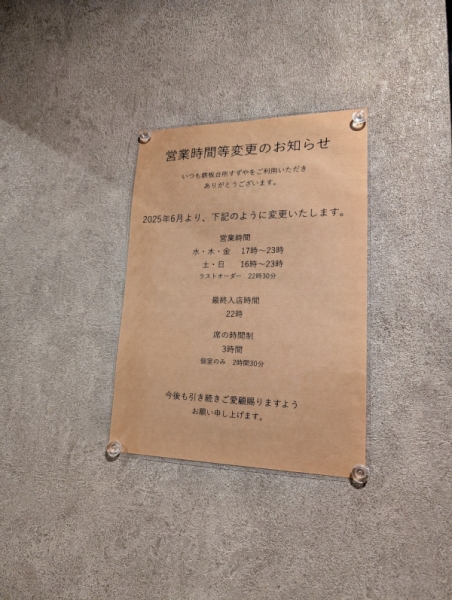 営業時間等変更のお知らせ
いつも鉄板台所すずやをご利用いただき
ありがとうございます。
2025年6月より、下記のように変更いたします。
営業時間
水・木・金 17時～23時
土・日 16時～23時
ラストオーダー 22時30分
最終入店時間
22時
席の時間制
3時間
個室のみ 2時間30分
今後も引き続きご愛顧賜りますよう
お願い申し上げます。